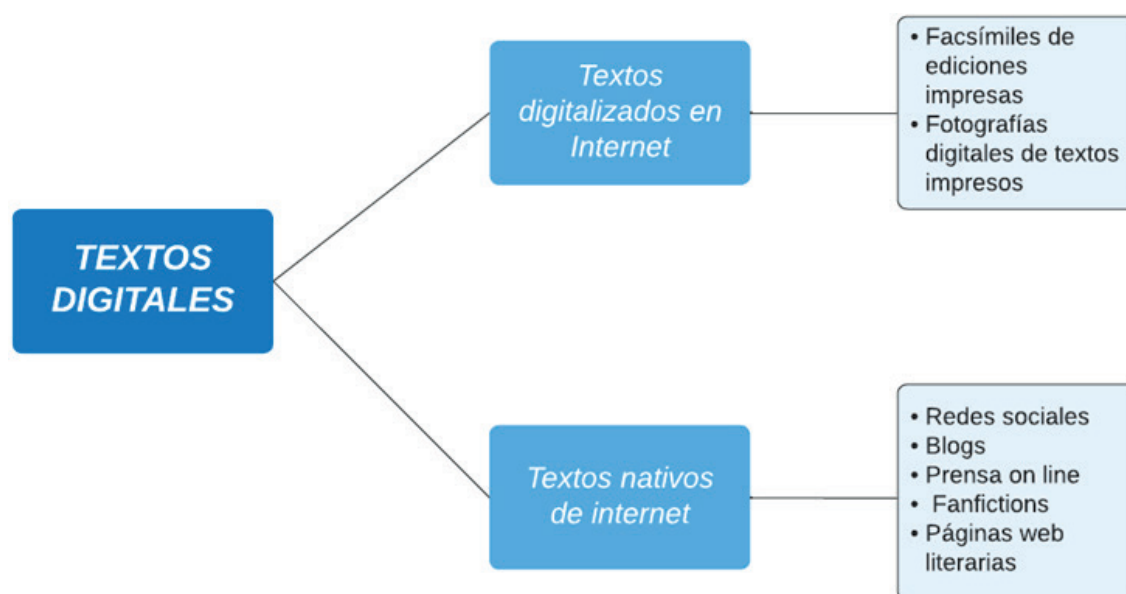 TEXTOS
DIGITALES
Textos
digitalizados en
Internet
• Facsímiles de
ediciones
impresas
• Fotografías
digitales de textos
impresos
Textos nativos
de internet
• Redes sociales
• Blogs
• Prensa on line
• Fanfictions
• Páginas web
literarias